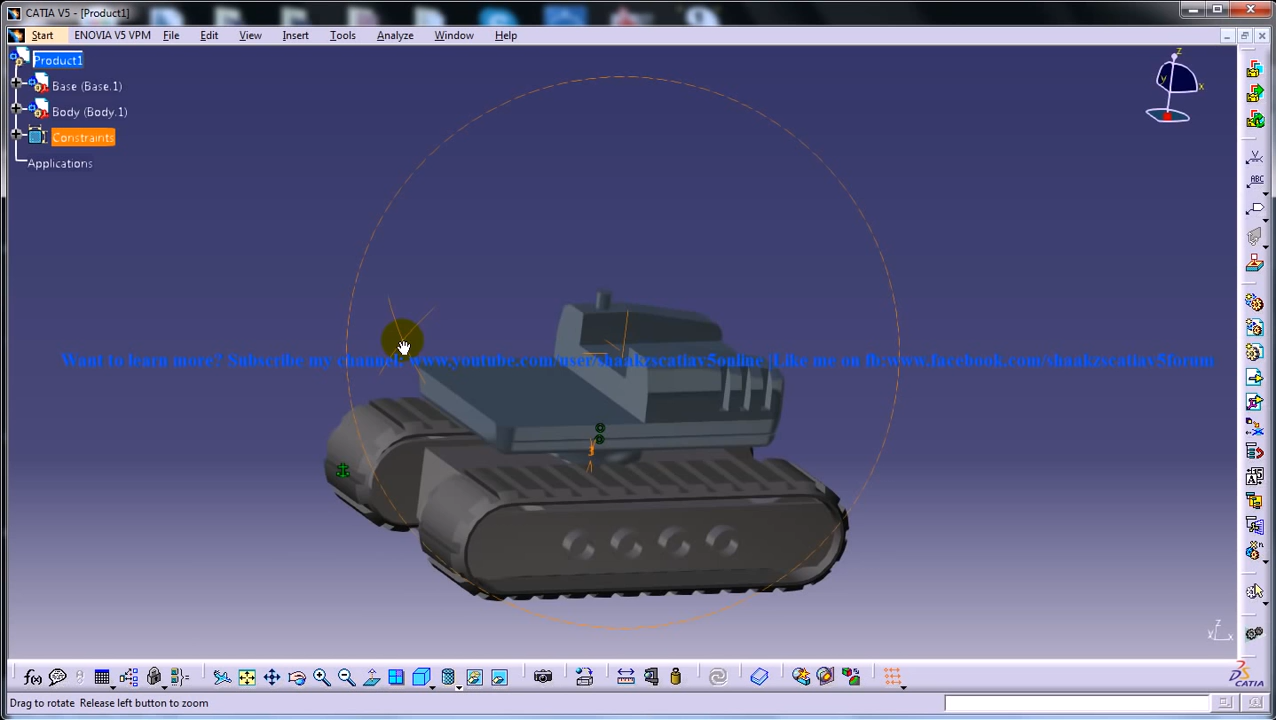 CATIA V5 - [Product1]
Start ENOVIA V5 VPM File Edit View Insert Tools Analyze Window Help
Product1
Base (Base.1)
Body (Body.1)
Constraints
Applications
z
y x
Want to learn more? Subscribe my channel: www.youtube.com/user/shaakzscatiav5online |Like me on fb:www.facebook.com/shaakzscatiav5forum
ABC
z
y x
f(x)
CATIA
Drag to rotate Release left button to zoom